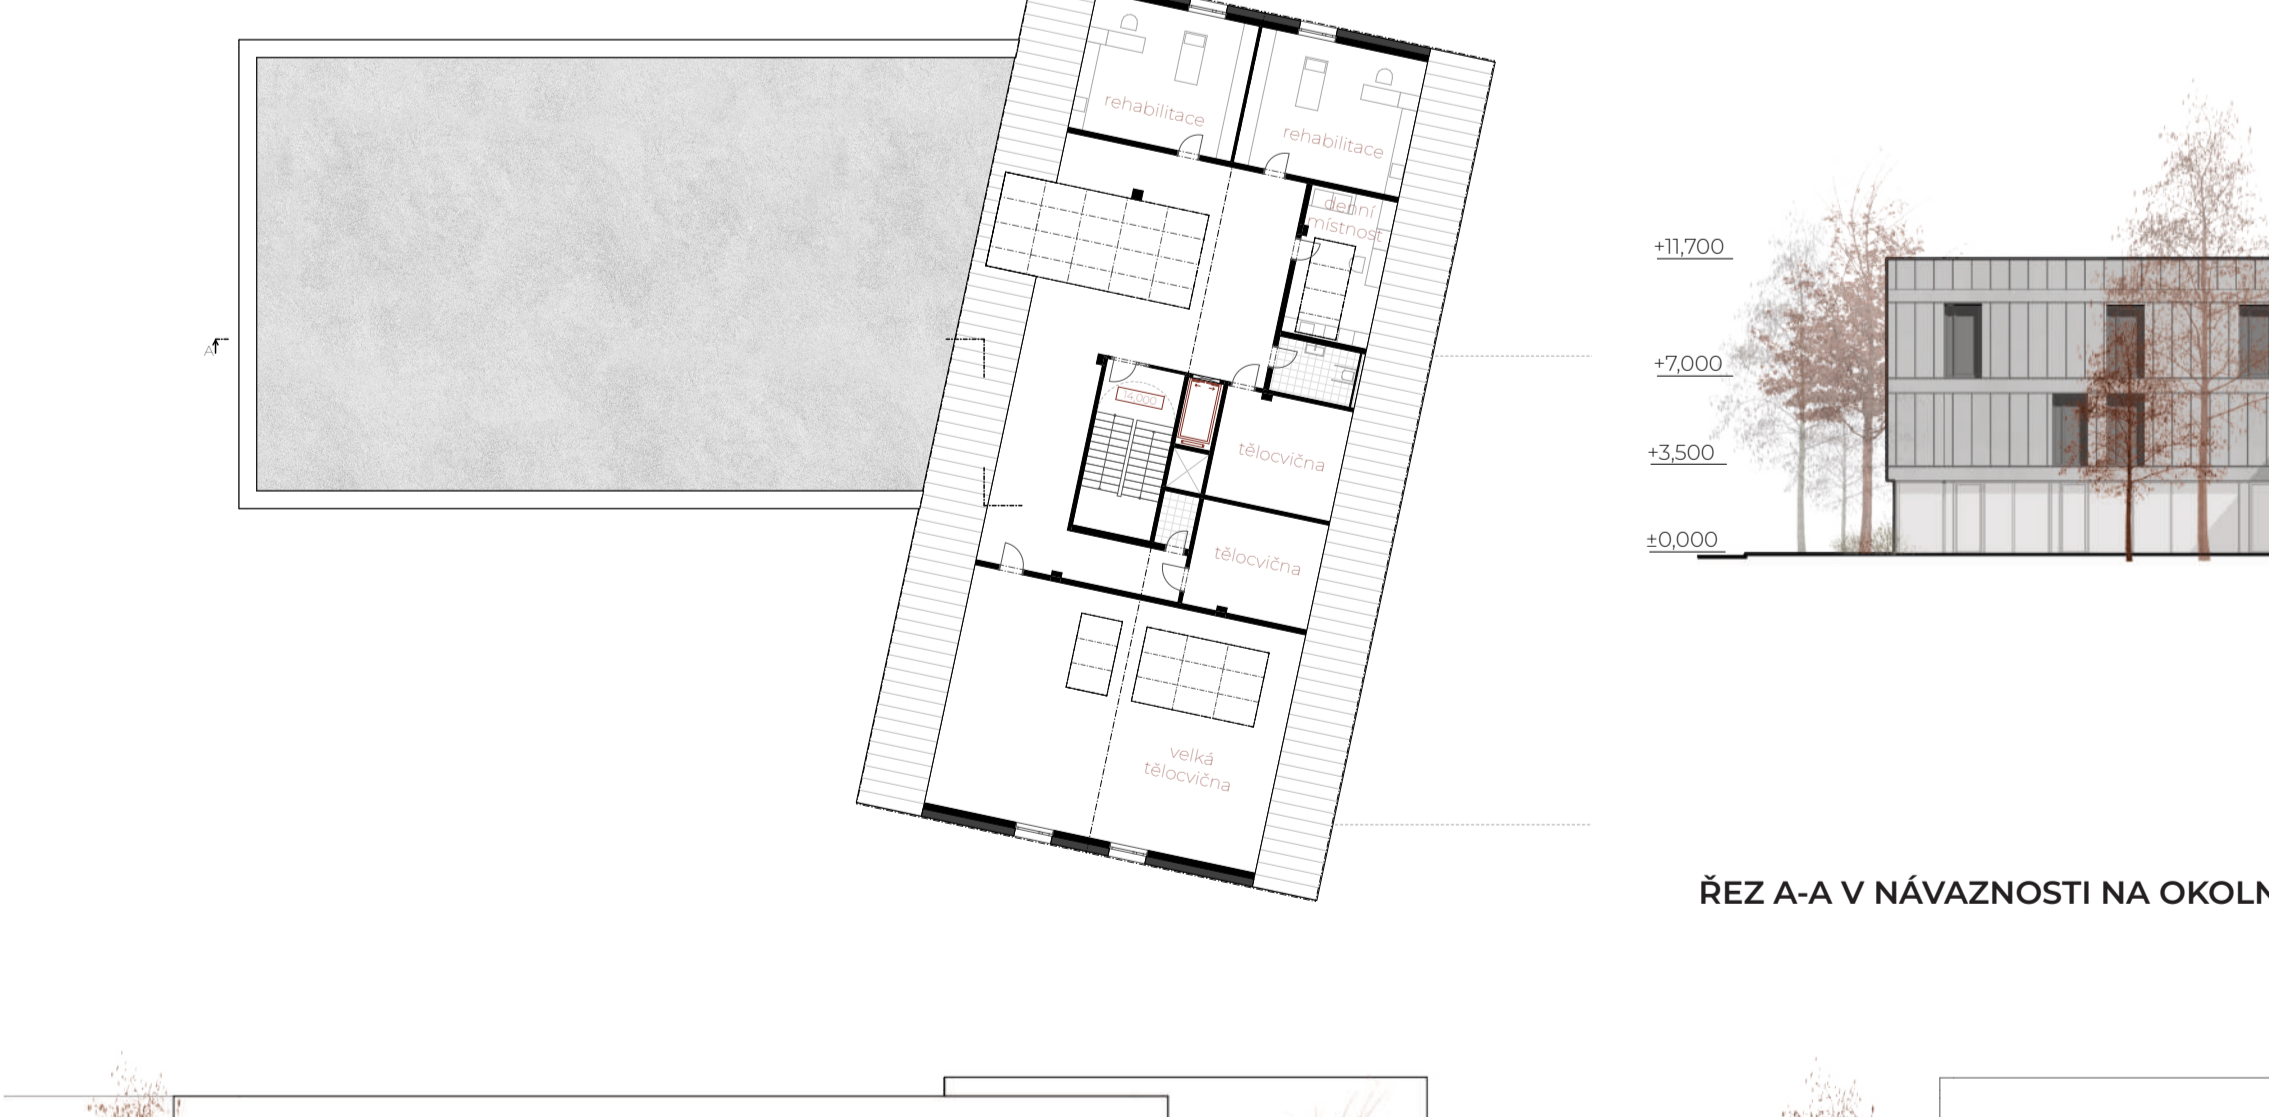 rehabilitace
rehabilitace
denní
místnost
+11,700
A
+7,000
14,000
+3,500
tělocvična
±0,000
tělocvična
velká
tělocvična
ŘEZ A-A V NÁVAZNOSTI NA OKOLN